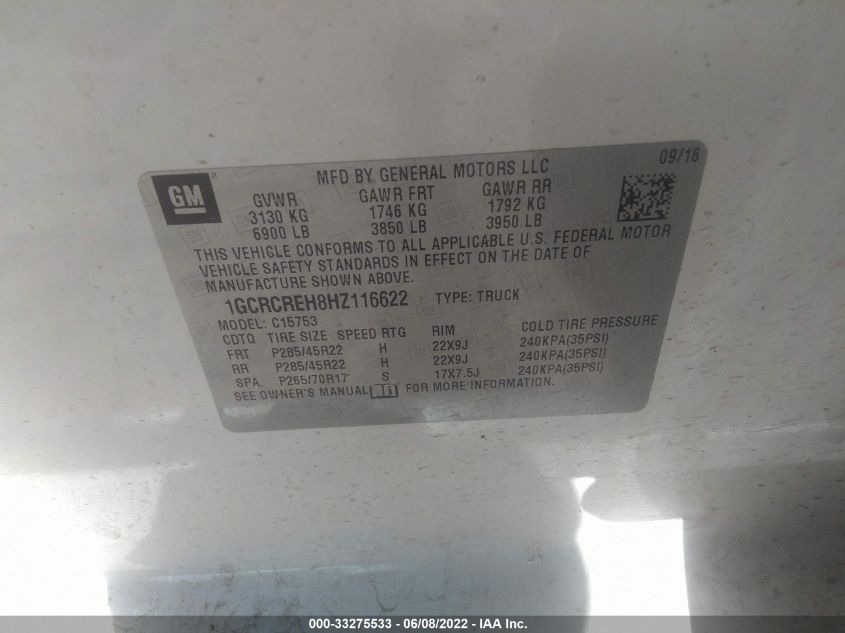 GM
MFD BY GENERAL MOTORS LLC
09/16
GVWR GAWR FRT GAWR RR
3130 KG 1746 KG 1792 KG
6900 LB 3850 LB 3950 LB
THIS VEHICLE CONFORMS TO ALL APPLICABLE U.S. FEDERAL MOTOR
VEHICLE SAFETY STANDARDS IN EFFECT ON THE DATE OF
MANUFACTURE SHOWN ABOVE.
1GCRCREH8HZ116622 TYPE: TRUCK
MODEL: C15753
CDTQ TIRE SIZE SPEED RTG RIM COLD TIRE PRESSURE
FRT P285/45R22 H 22X9J 240KPA(35PSI)
RR P285/45R22 H 22X9J 240KPA(35PSI)
SPA P265/70R17 S 17X7.5J 240KPA(35PSI)
SEE OWNER'S MANUAL i FOR MORE INFORMATION.
000-33275533 - 06/08/2022 - IAA Inc.